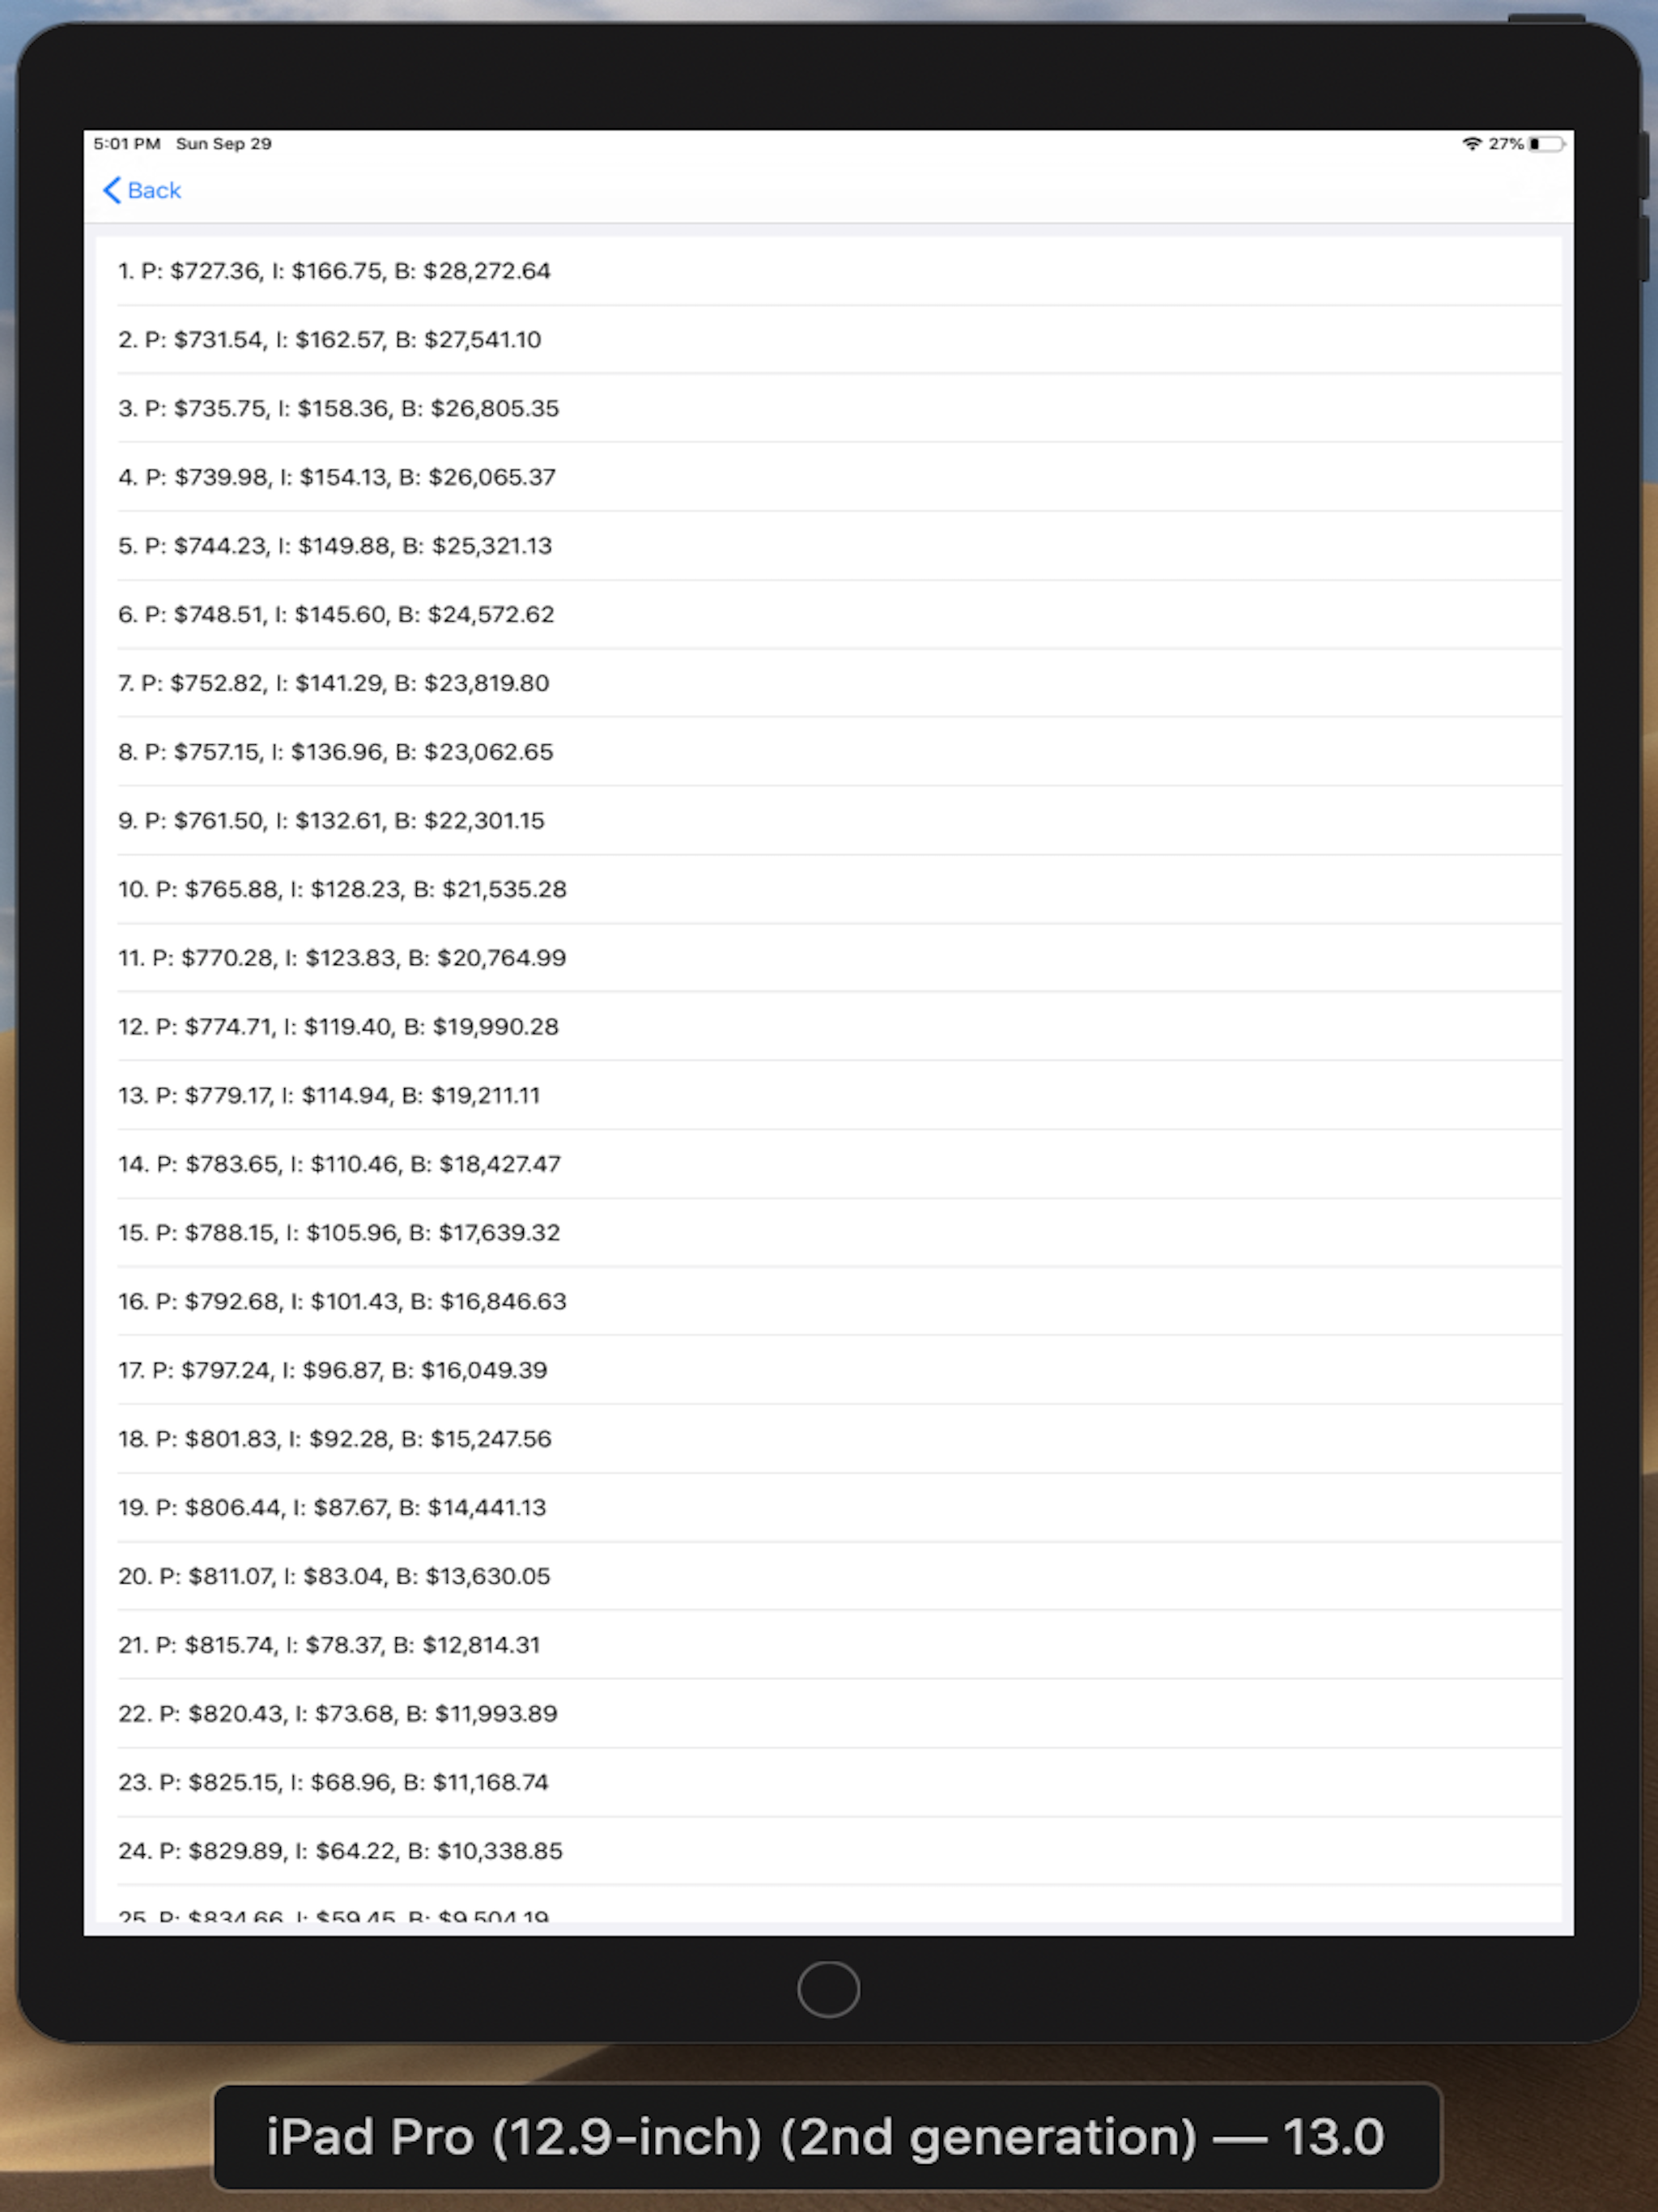 5:01 PM Sun Sep 29 27%
Back
1. P: $727.36, I: $166.75, B: $28,272.64
2. P: $731.54, I: $162.57, B: $27,541.10
3. P: $735.75, I: $158.36, B: $26,805.35
4. P: $739.98, I: $154.13, B: $26,065.37
5. P: $744.23, I: $149.88, B: $25,321.13
6. P: $748.51, I: $145.60, B: $24,572.62
7. P: $752.82, I: $141.29, B: $23,819.80
8. P: $757.15, I: $136.96, B: $23,062.65
9. P: $761.50, I: $132.61, B: $22,301.15
10. P: $765.88, I: $128.23, B: $21,535.28
11. P: $770.28, I: $123.83, B: $20,764.99
12. P: $774.71, I: $119.40, B: $19,990.28
13. P: $779.17, I: $114.94, B: $19,211.11
14. P: $783.65, I: $110.46, B: $18,427.47
15. P: $788.15, I: $105.96, B: $17,639.32
16. P: $792.68, I: $101.43, B: $16,846.63
17. P: $797.24, I: $96.87, B: $16,049.39
18. P: $801.83, I: $92.28, B: $15,247.56
19. P: $806.44, I: $87.67, B: $14,441.13
20. P: $811.07, I: $83.04, B: $13,630.05
21. P: $815.74, I: $78.37, B: $12,814.31
22. P: $820.43, I: $73.68, B: $11,993.89
23. P: $825.15, I: $68.96, B: $11,168.74
24. P: $829.89, I: $64.22, B: $10,338.85
25. P: $834.66, I: $59.45, B: $9,504.19
iPad Pro (12.9-inch) (2nd generation) — 13.0